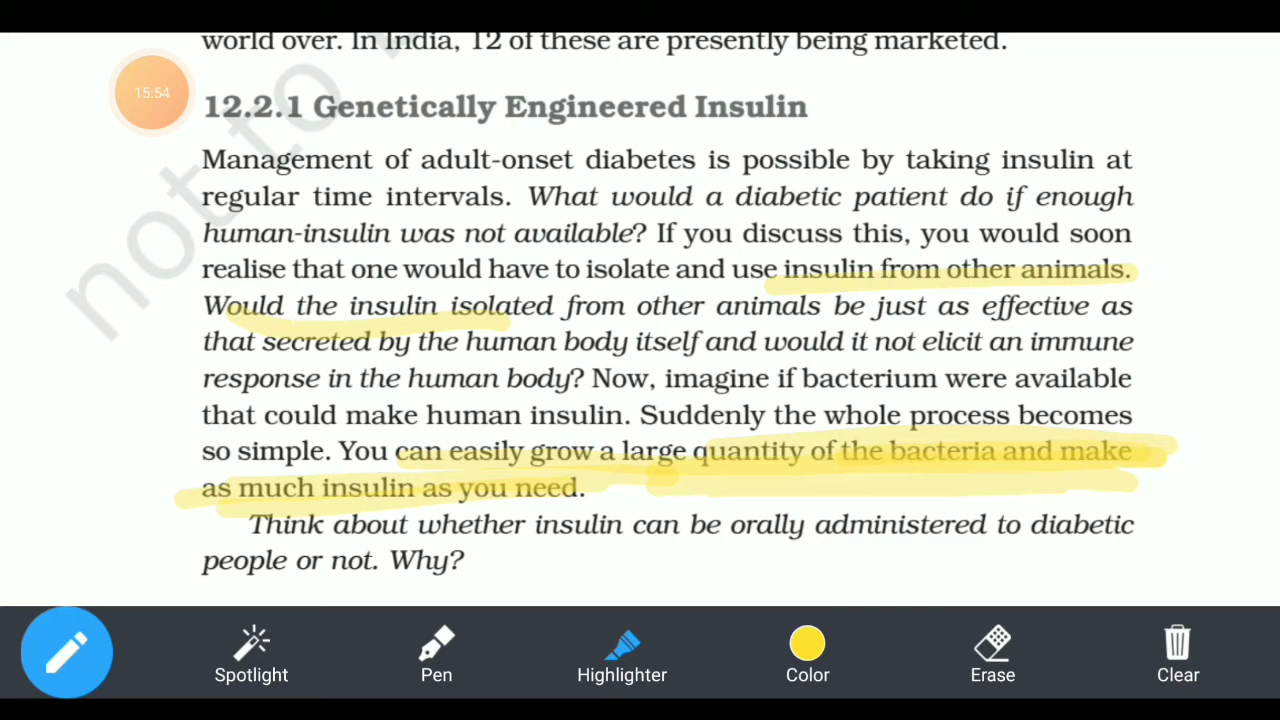 world over. In India, 12 of these are presently being marketed.
15:54
12.2.1 Genetically Engineered Insulin
Management of adult-onset diabetes is possible by taking insulin at
regular time intervals. What would a diabetic patient do if enough
human-insulin was not available? If you discuss this, you would soon
realise that one would have to isolate and use insulin from other animals.
Would the insulin isolated from other animals be just as effective as
that secreted by the human body itself and would it not elicit an immune
response in the human body? Now, imagine if bacterium were available
that could make human insulin. Suddenly the whole process becomes
so simple. You can easily grow a large quantity of the bacteria and make
as much insulin as you need.
Think about whether insulin can be orally administered to diabetic
people or not. Why?
not to
Spotlight
Pen
Highlighter
Color
Erase
Clear